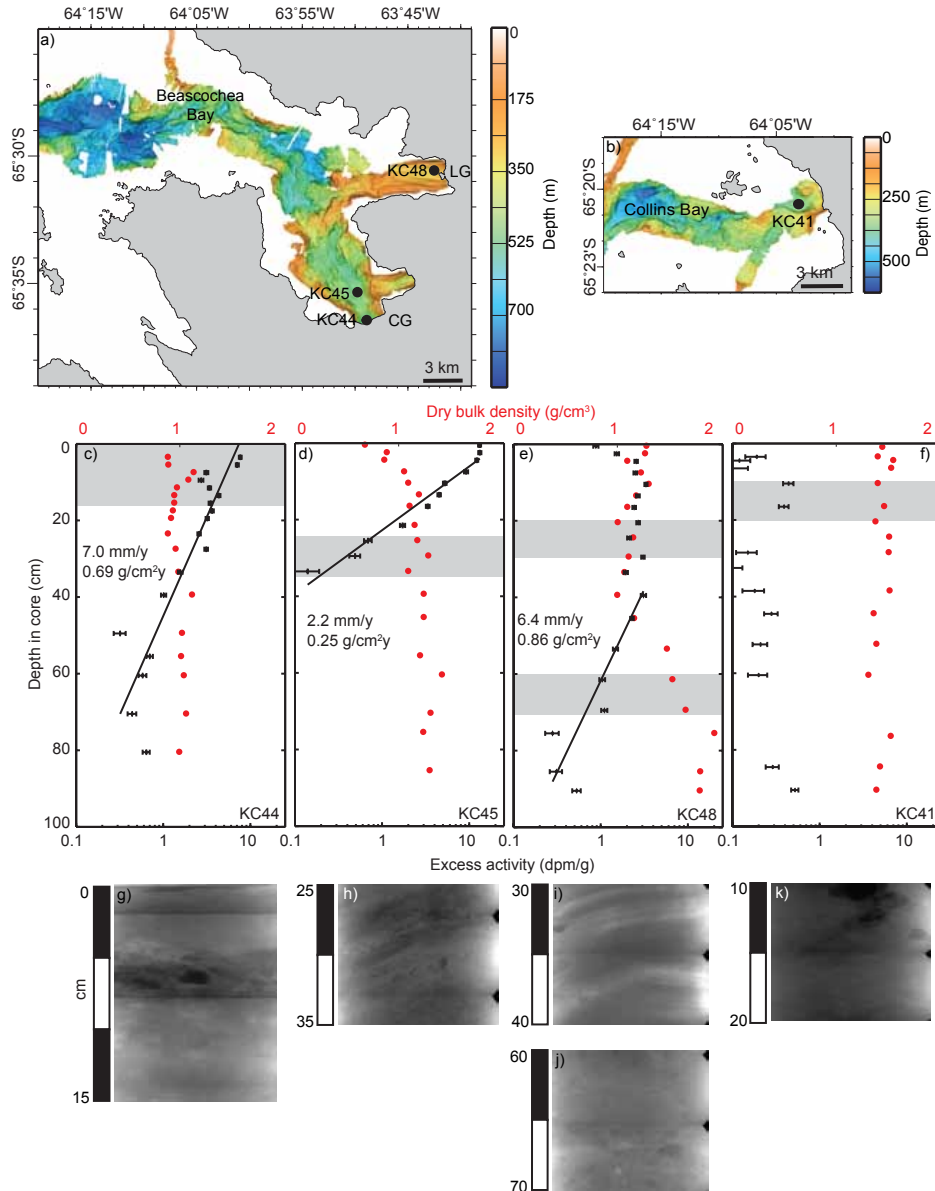 64°15'W 64°05'W 63°55'W 63°45'W
a)
Beascochea
Bay
65°30'S
65°35'S
KC48
LG
KC45
KC44
CG
3 km
0
175
350
525
700
Depth (m)
64°15'W 64°05'W
b)
65°20'S
65°23'S
Collins Bay
KC41
3 km
0
250
500
Depth (m)
Dry bulk density (g/cm³)
0 1 2 0 1 2 0 1 2 0 1 2
Depth in core (cm)
0
20
40
60
80
100
c)
7.0 mm/y
0.69 g/cm²y
KC44
d)
2.2 mm/y
0.25 g/cm²y
KC45
e)
6.4 mm/y
0.86 g/cm²y
KC48
f)
KC41
0.1 1 10 0.1 1 10 0.1 1 10 0.1 1 10
Excess activity (dpm/g)
g)
0
cm
15
h)
25
35
i)
30
40
k)
10
20
j)
60
70